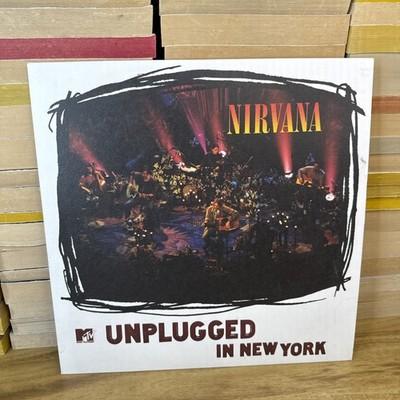 NIRVANA
MTV
UNPLUGGED
IN NEW YORK